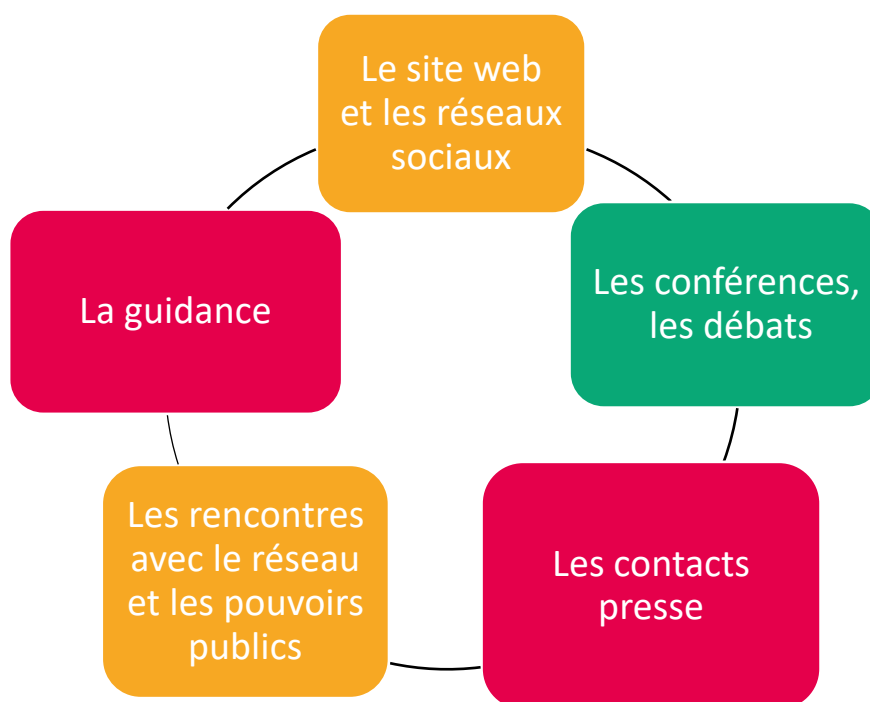 Le site web
et les réseaux
sociaux
Les conférences,
les débats
Les contacts
presse
Les rencontres
avec le réseau
et les pouvoirs
publics
La guidance